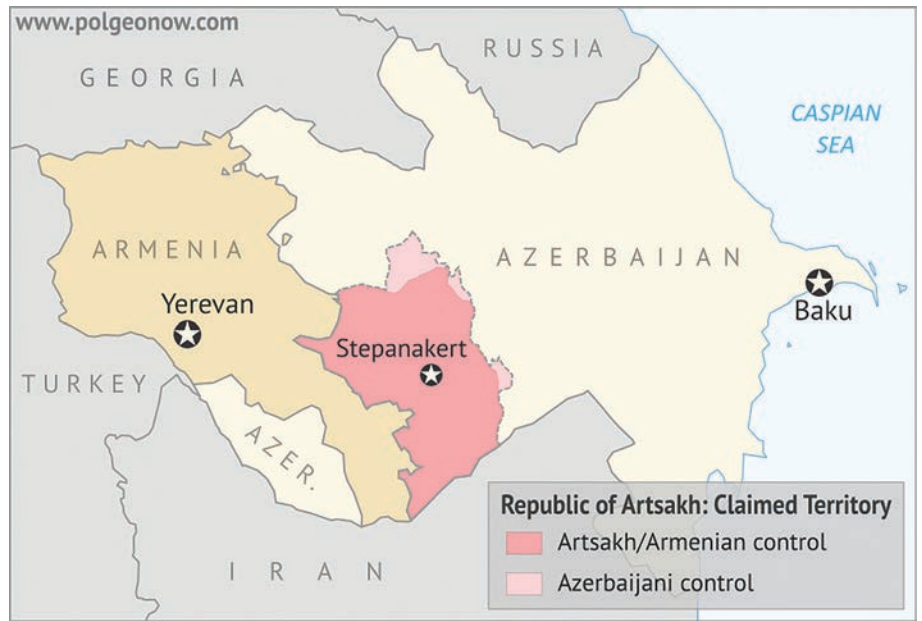 www.polgeonow.com
RUSSIA
GEORGIA
CASPIAN
SEA
ARMENIA
AZERBAIJAN
Yerevan
Baku
Stepanakert
TURKEY
AZER.
IRAN
Republic of Artsakh: Claimed Territory
Artsakh/Armenian control
Azerbaijani control